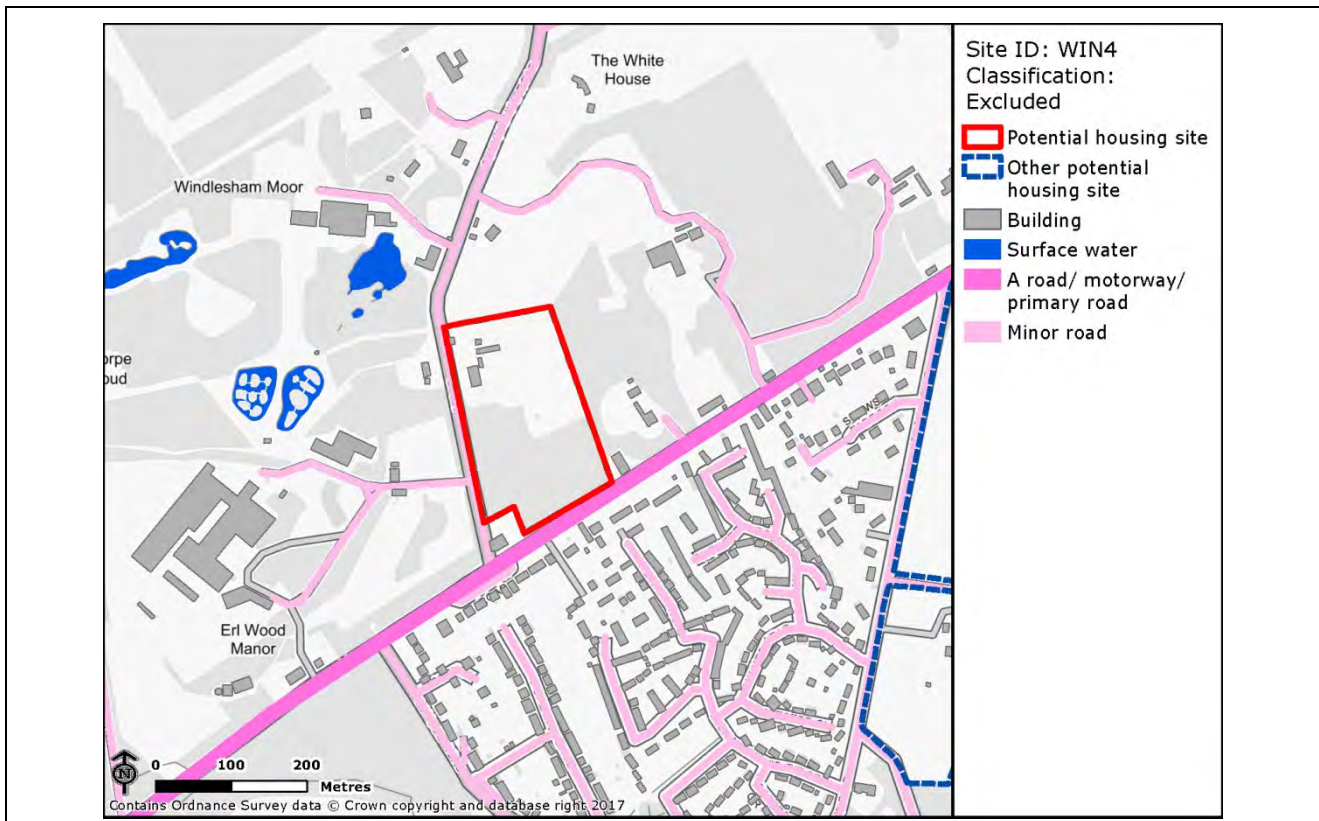 The White
House
Windlesham Moor
orpe
oud
Erl Wood
Manor
S
WS
N
0 100 200
Metres
Contains Ordnance Survey data © Crown copyright and database right 2017
Site ID: WIN4
Classification:
Excluded
Potential housing site
Other potential
housing site
Building
Surface water
A road/ motorway/
primary road
Minor road